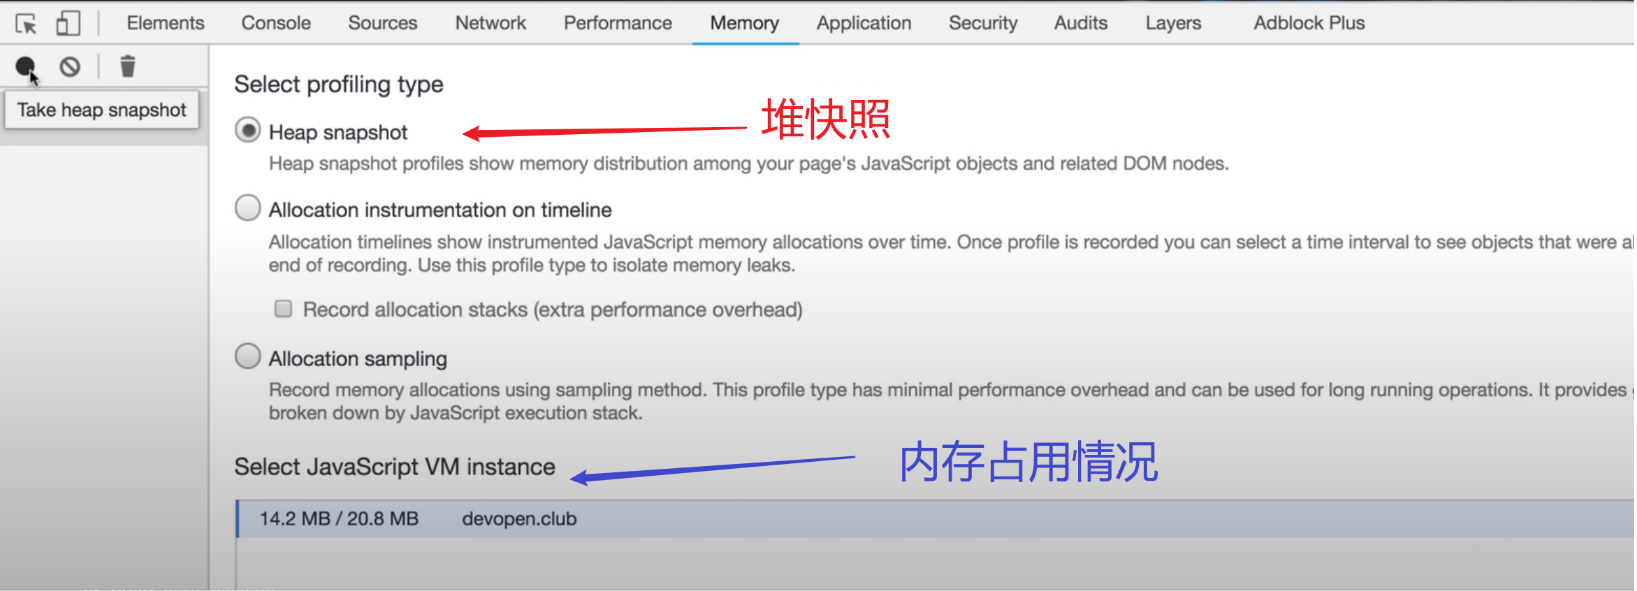 Elements Console Sources Network Performance Memory Application Security Audits Layers Adblock Plus
Take heap snapshot
Select profiling type
Heap snapshot
堆快照
Heap snapshot profiles show memory distribution among your page's JavaScript objects and related DOM nodes.
Allocation instrumentation on timeline
Allocation timelines show instrumented JavaScript memory allocations over time. Once profile is recorded you can select a time interval to see objects that were al
end of recording. Use this profile type to isolate memory leaks.
Record allocation stacks (extra performance overhead)
Allocation sampling
Record memory allocations using sampling method. This profile type has minimal performance overhead and can be used for long running operations. It provides
broken down by JavaScript execution stack.
Select JavaScript VM instance
内存占用情况
14.2 MB / 20.8 MB devopen.club